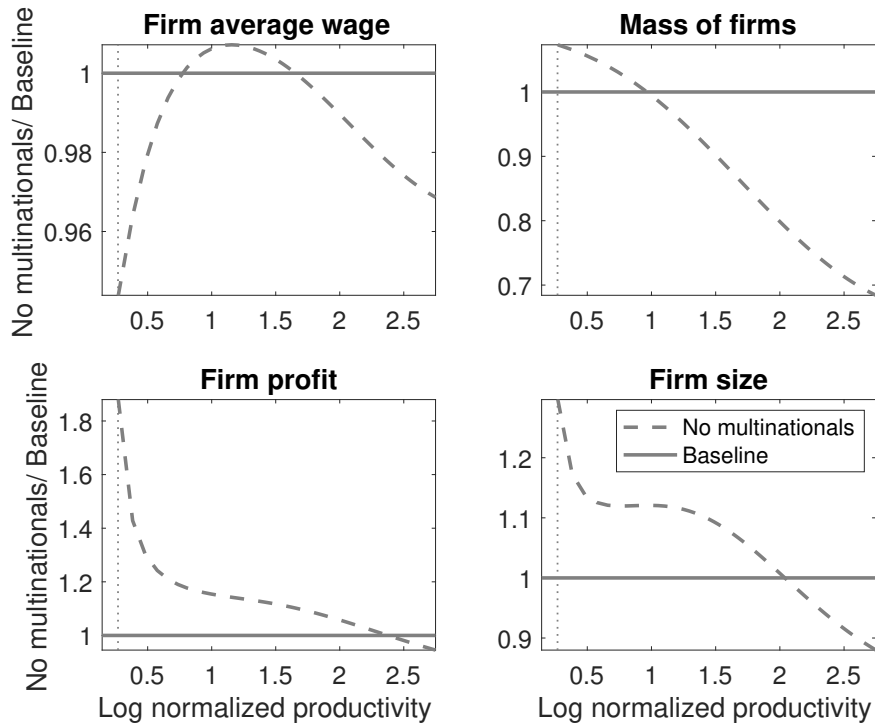 Firm average wage
No multinationals/ Baseline
1
0.98
0.96
0.5 1 1.5 2 2.5
Mass of firms
1
0.9
0.8
0.7
0.5 1 1.5 2 2.5
Firm profit
No multinationals/ Baseline
1.8
1.6
1.4
1.2
1
0.5 1 1.5 2 2.5
Log normalized productivity
Firm size
No multinationals
Baseline
1.2
1.1
1
0.9
0.5 1 1.5 2 2.5
Log normalized productivity